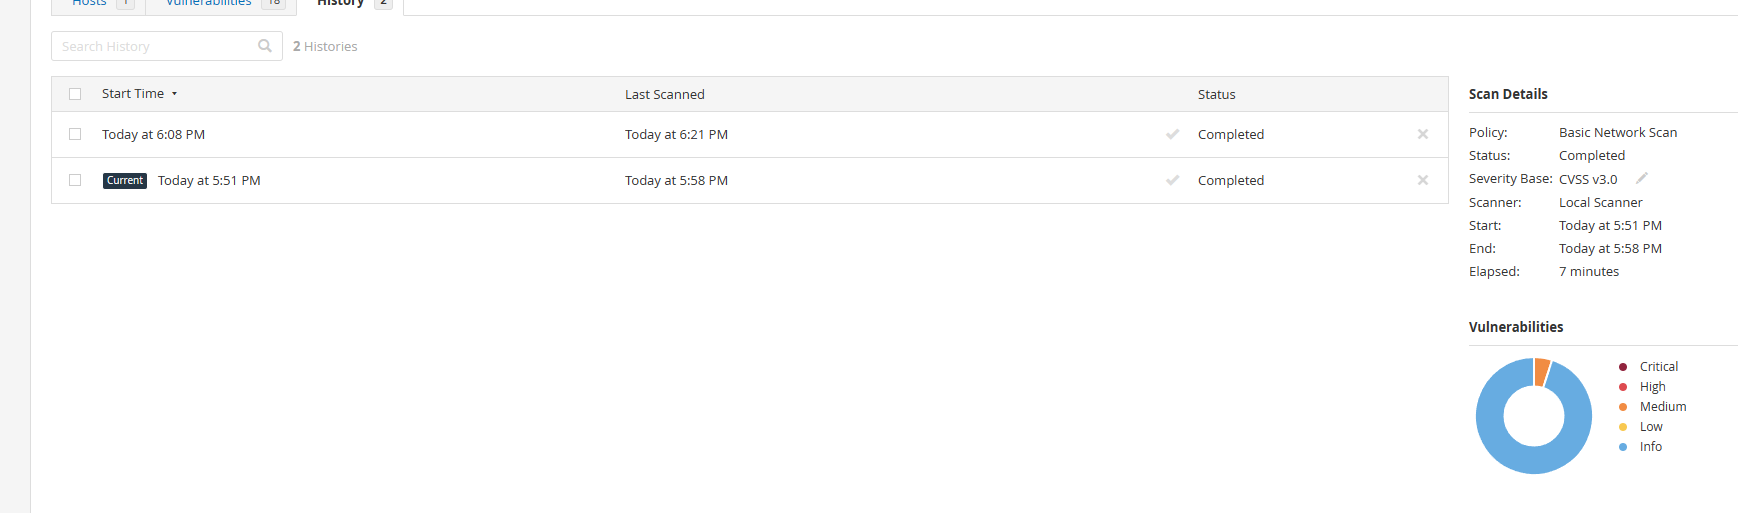 Hosts 1 Vulnerabilities 18 History 2
Search History 2 Histories
Start Time Last Scanned Status
Today at 6:08 PM Today at 6:21 PM Completed
Current Today at 5:51 PM Today at 5:58 PM Completed
Scan Details
Policy: Basic Network Scan
Status: Completed
Severity Base: CVSS v3.0
Scanner: Local Scanner
Start: Today at 5:51 PM
End: Today at 5:58 PM
Elapsed: 7 minutes
Vulnerabilities
Critical
High
Medium
Low
Info